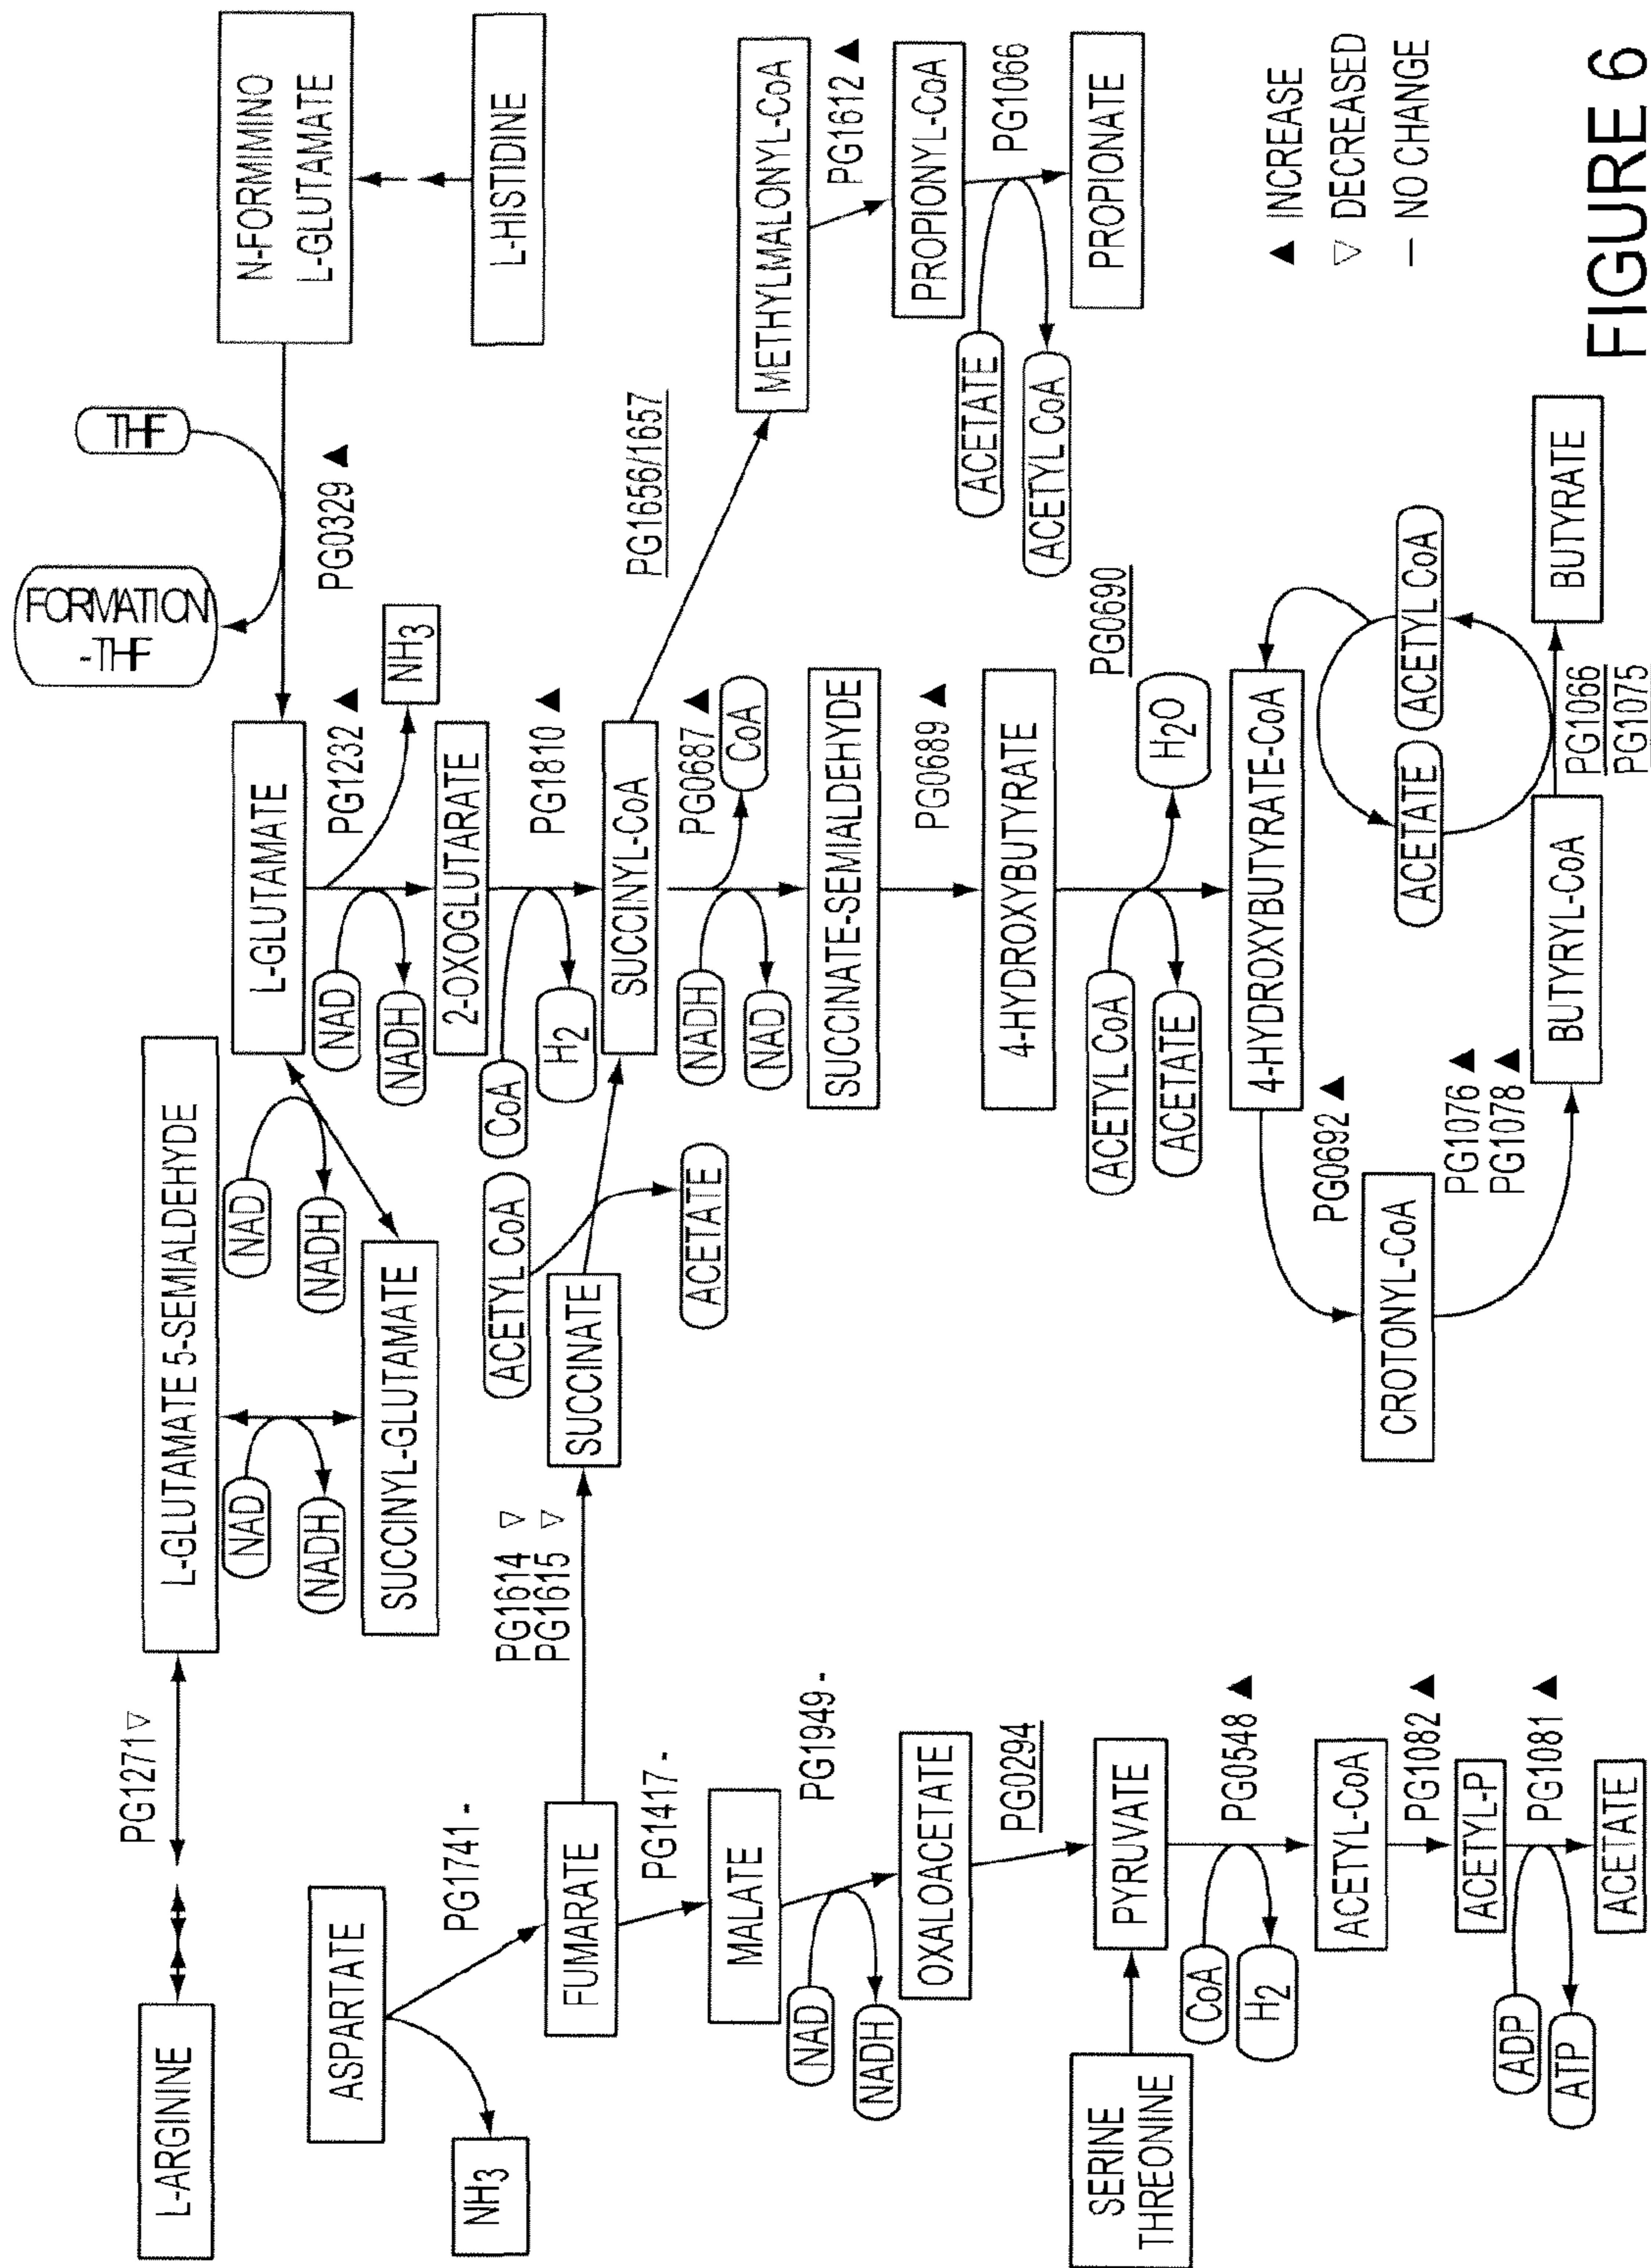 L-ARGININE
PG1271 ▽
L-GLUTAMATE 5-SEMIALDEHYDE
NAD
NADH
SUCCINYL-GLUTAMATE
NAD
NADH
FORMATION
-THF
THF
PG0329 ▲
N-FORMIMINO
L-GLUTAMATE
L-HISTIDINE
L-GLUTAMATE
NAD
NADH
PG1232 ▲
NH3
2-OXOGLUTARATE
CoA
H2
PG1810 ▲
ASPARTATE
NH3
PG1741 -
FUMARATE
PG1614 ▽
PG1615 ▽
SUCCINATE
ACETYL CoA
ACETATE
SUCCINYL-CoA
PG1656/1657
METHYLMALONYL-CoA
PG1612 ▲
PROPIONYL-CoA
ACETATE
ACETYL CoA
PG1066
PROPIONATE
NADH
NAD
PG0687 ▲
CoA
PG1417 -
MALATE
NAD
NADH
PG1949 -
OXALOACETATE
PG0294
SERINE
THREONINE
PYRUVATE
CoA
H2
PG0548 ▲
ACETYL-CoA
PG1082 ▲
ACETYL-P
ADP
ATP
PG1081 ▲
ACETATE
SUCCINATE-SEMIALDEHYDE
PG0689 ▲
4-HYDROXYBUTYRATE
ACETYL CoA
ACETATE
PG0690
H2O
4-HYDROXYBUTYRATE-CoA
PG0692 ▲
CROTONYL-CoA
PG1076 ▲
PG1078 ▲
BUTYRYL-CoA
ACETATE
ACETYL CoA
PG1066
PG1075
BUTYRATE
▲ INCREASE
▽ DECREASED
— NO CHANGE
FIGURE 6